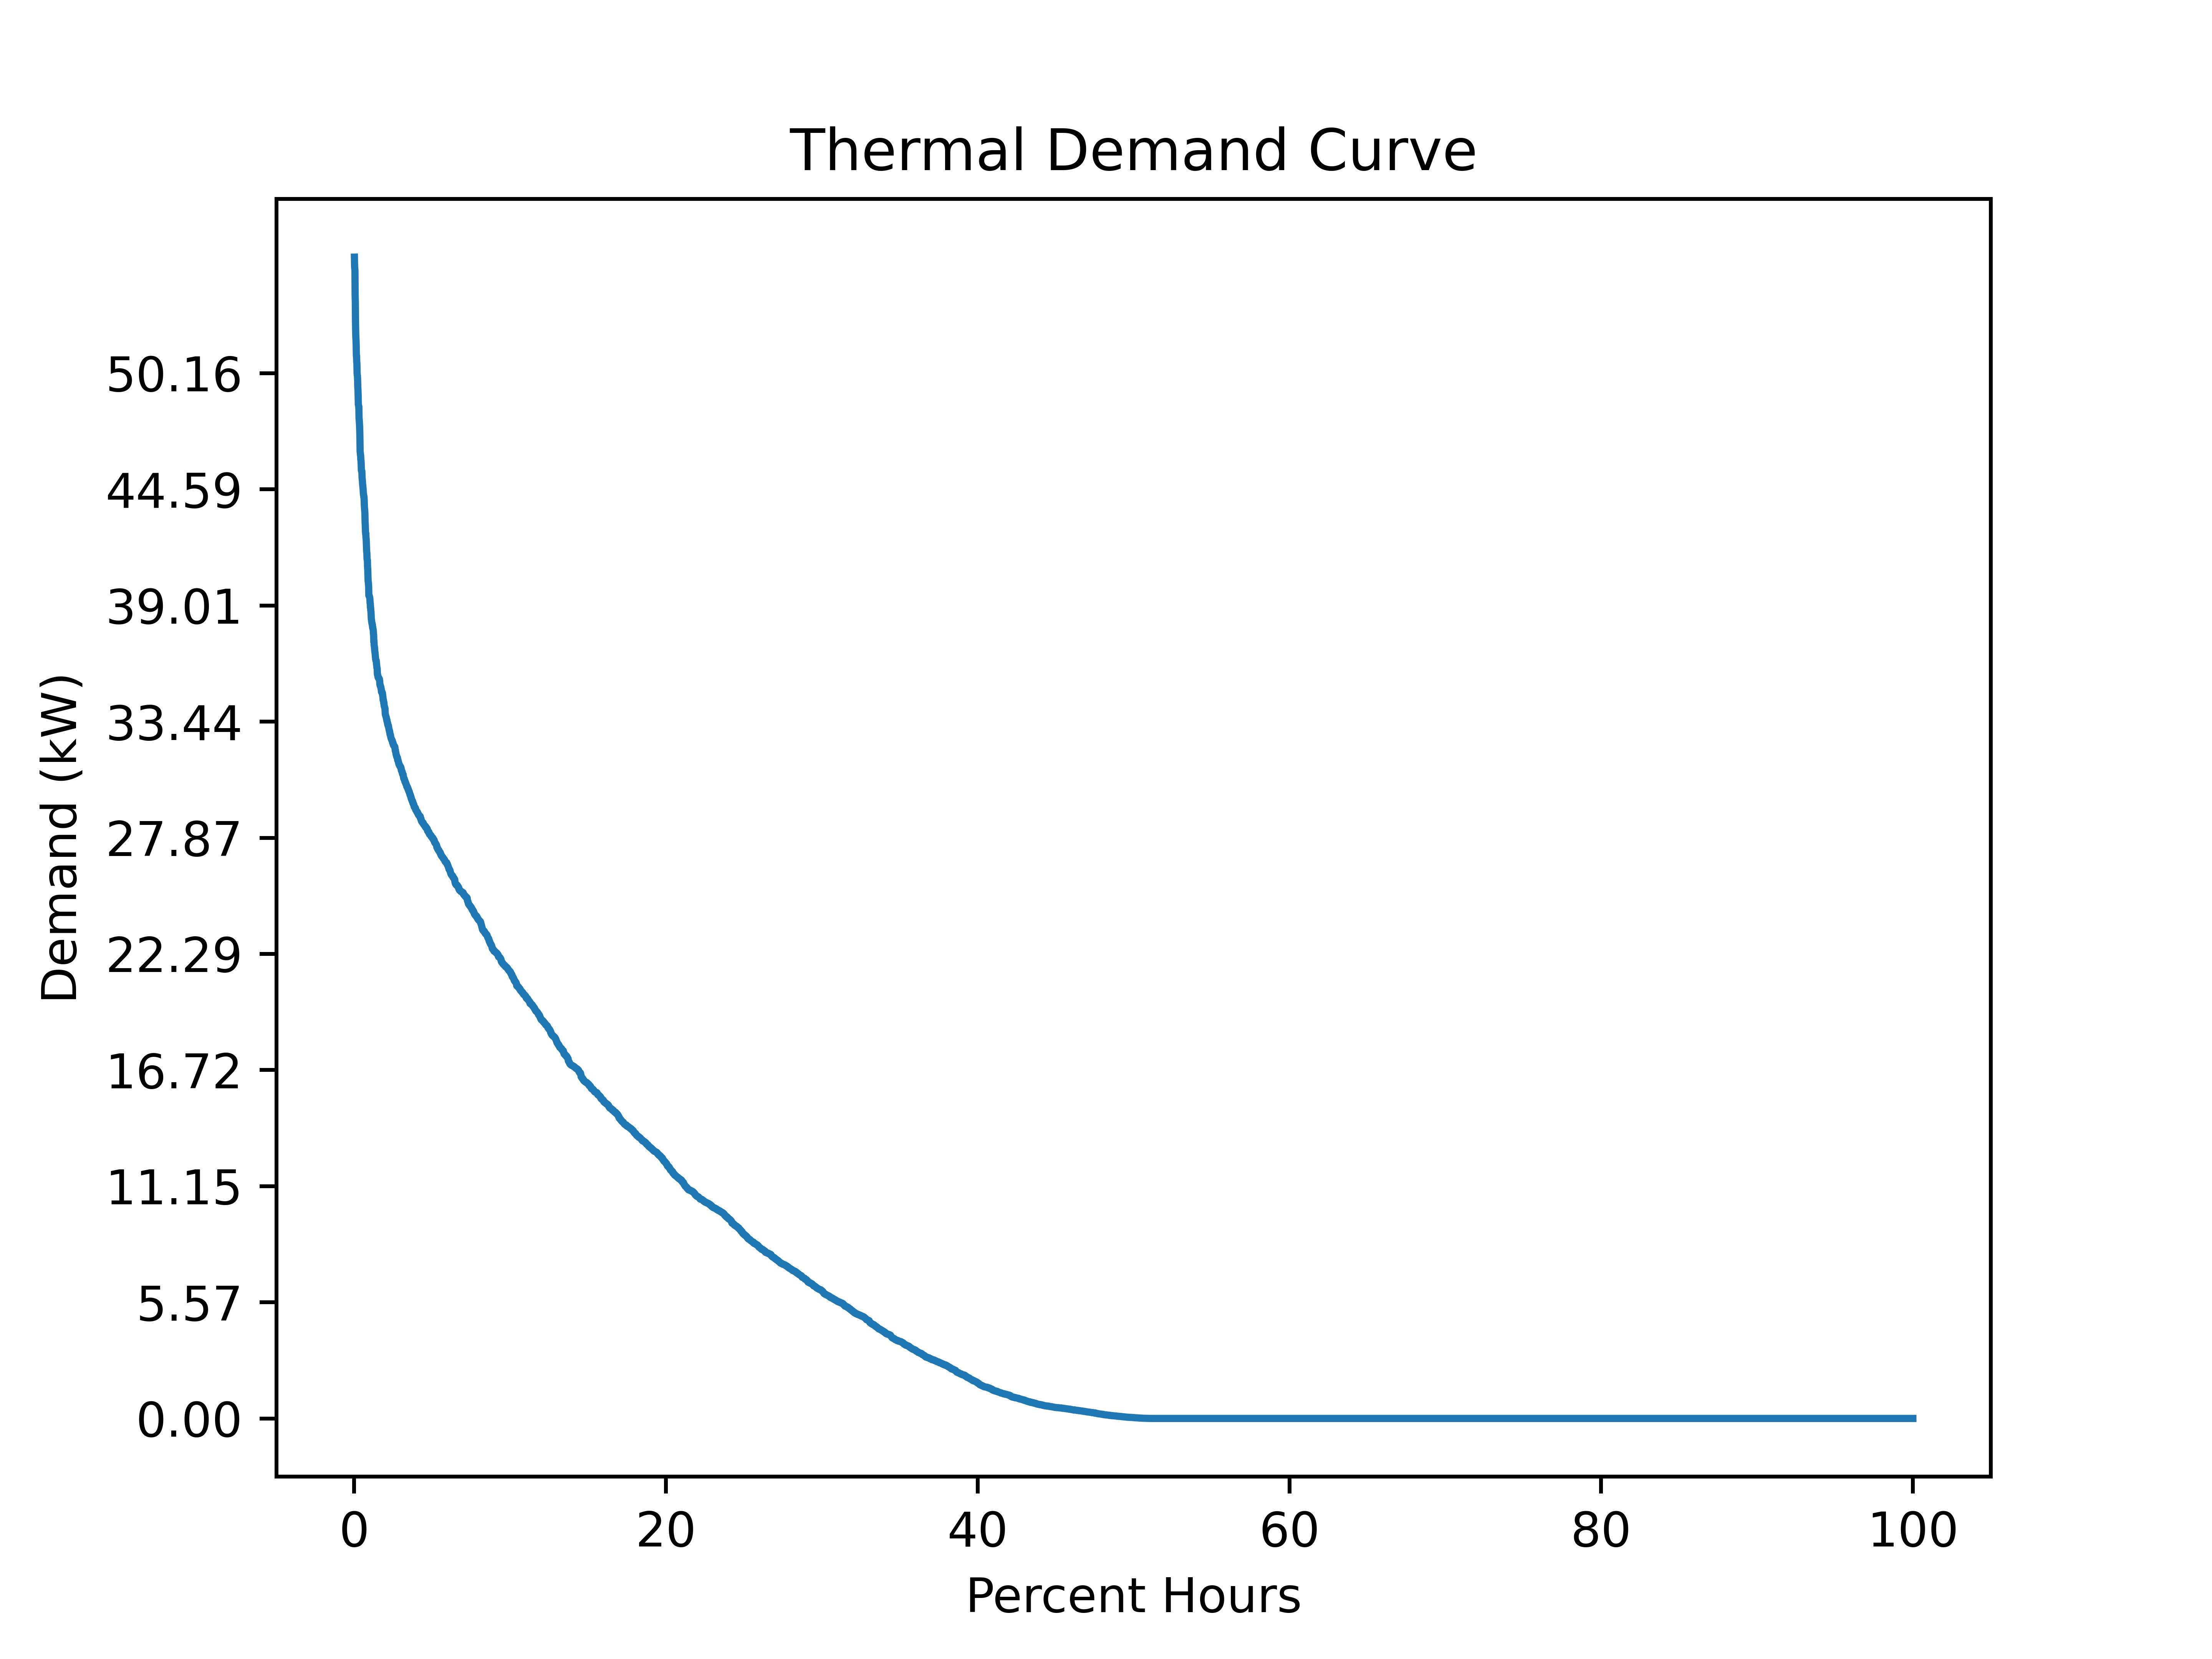 Thermal Demand Curve
Demand (kW)
50.16
44.59
39.01
33.44
27.87
22.29
16.72
11.15
5.57
0.00
0 20 40 60 80 100
Percent Hours